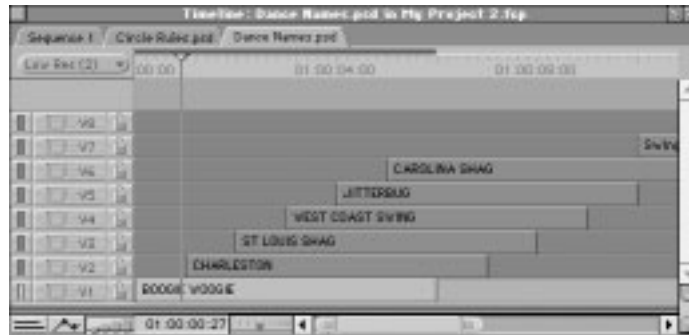 Timeline: Dance Names.psd in My Project 2.fcp
Sequence 1 Circle Rules.psd Dance Names.psd
Low Res (2) 00:00 01:00:04:00 01:00:08:00
V8
V7 Swing
V6 CAROLINA SHAG
V5 JITTERBUG
V4 WEST COAST SWING
V3 ST LOUIS SHAG
V2 CHARLESTON
V1 BOOGIE WOOGIE
01:00:00:27